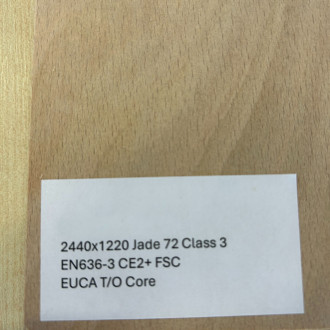 2440x1220 Jade 72 Class 3
EN636-3 CE2+ FSC
EUCA T/O Core